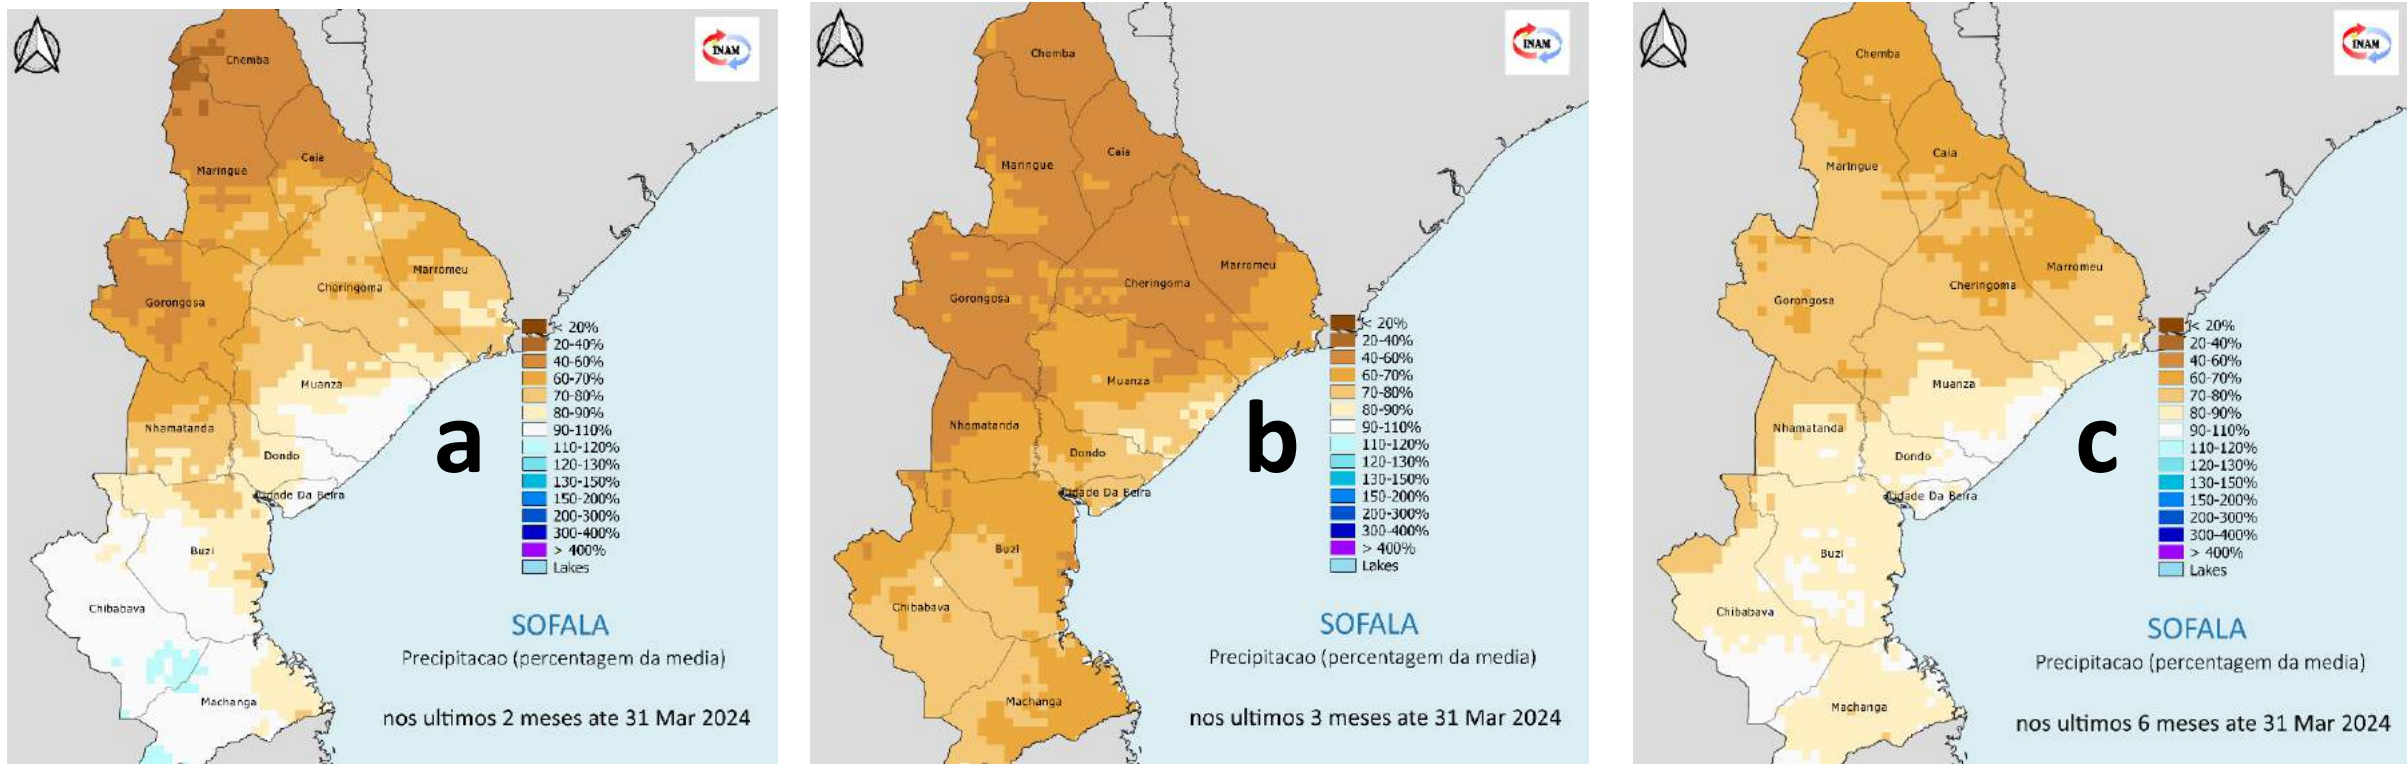 INAM
Chemba
Caia
Maringue
Marromeu
Cheringoma
Gorongosa
Muanza
Nhamatanda
Dondo
Cidade Da Beira
Buzi
Chibabava
Machanga
a
< 20%
20-40%
40-60%
60-70%
70-80%
80-90%
90-110%
110-120%
120-130%
130-150%
150-200%
200-300%
300-400%
> 400%
Lakes
SOFALA
Precipitacao (percentagem da media)
nos ultimos 2 meses ate 31 Mar 2024
INAM
Chemba
Caia
Maringue
Marromeu
Cheringoma
Gorongosa
Muanza
Nhamatanda
Dondo
Cidade Da Beira
Buzi
Chibabava
Machanga
b
< 20%
20-40%
40-60%
60-70%
70-80%
80-90%
90-110%
110-120%
120-130%
130-150%
150-200%
200-300%
300-400%
> 400%
Lakes
SOFALA
Precipitacao (percentagem da media)
nos ultimos 3 meses ate 31 Mar 2024
INAM
Chemba
Caia
Maringue
Marromeu
Cheringoma
Gorongosa
Muanza
Nhamatanda
Dondo
Cidade Da Beira
Buzi
Chibabava
Machanga
c
< 20%
20-40%
40-60%
60-70%
70-80%
80-90%
90-110%
110-120%
120-130%
130-150%
150-200%
200-300%
300-400%
> 400%
Lakes
SOFALA
Precipitacao (percentagem da media)
nos ultimos 6 meses ate 31 Mar 2024